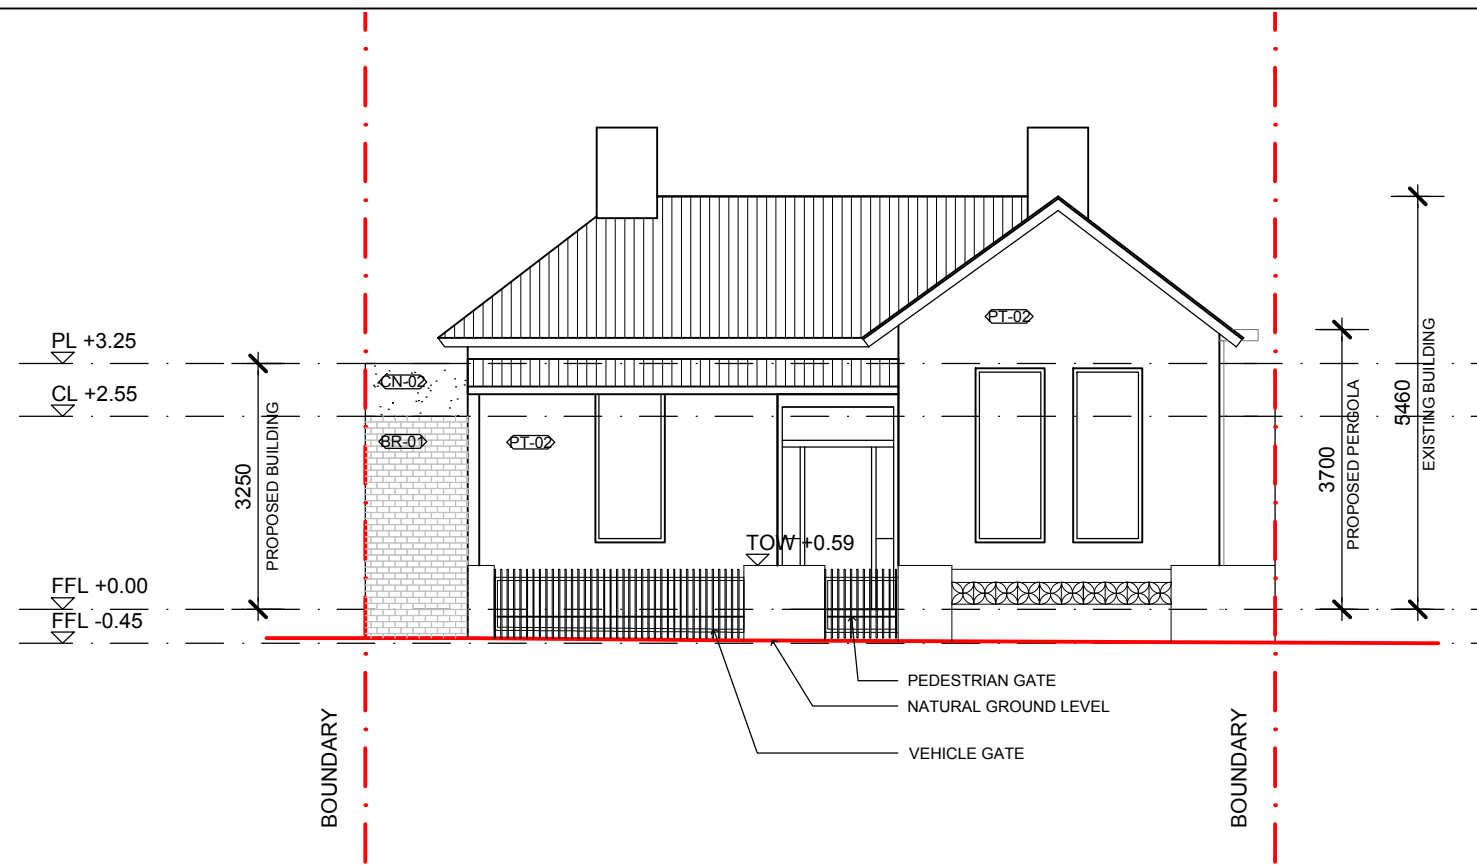 PT-02
PL +3.25
CN-02
CL +2.55
BR-01
PT-02
3250
PROPOSED BUILDING
3700
PROPOSED PERGOLA
5460
EXISTING BUILDING
TOW +0.59
FFL +0.00
FFL -0.45
PEDESTRIAN GATE
NATURAL GROUND LEVEL
VEHICLE GATE
BOUNDARY
BOUNDARY